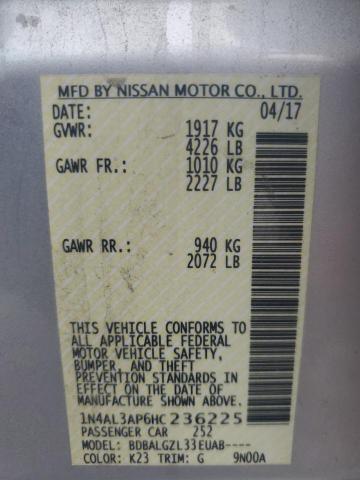 MFD BY NISSAN MOTOR CO., LTD.
DATE: 04/17
GVWR: 1917 KG
4226 LB
GAWR FR.: 1010 KG
2227 LB
GAWR RR.: 940 KG
2072 LB
THIS VEHICLE CONFORMS TO
ALL APPLICABLE FEDERAL
MOTOR VEHICLE SAFETY,
BUMPER, AND THEFT
PREVENTION STANDARDS IN
EFFECT ON THE DATE OF
MANUFACTURE SHOWN ABOVE.
1N4AL3AP6HC236225
PASSENGER CAR 252
MODEL: BDBALGZL33EUAB----
COLOR: K23 TRIM: G 9N00A